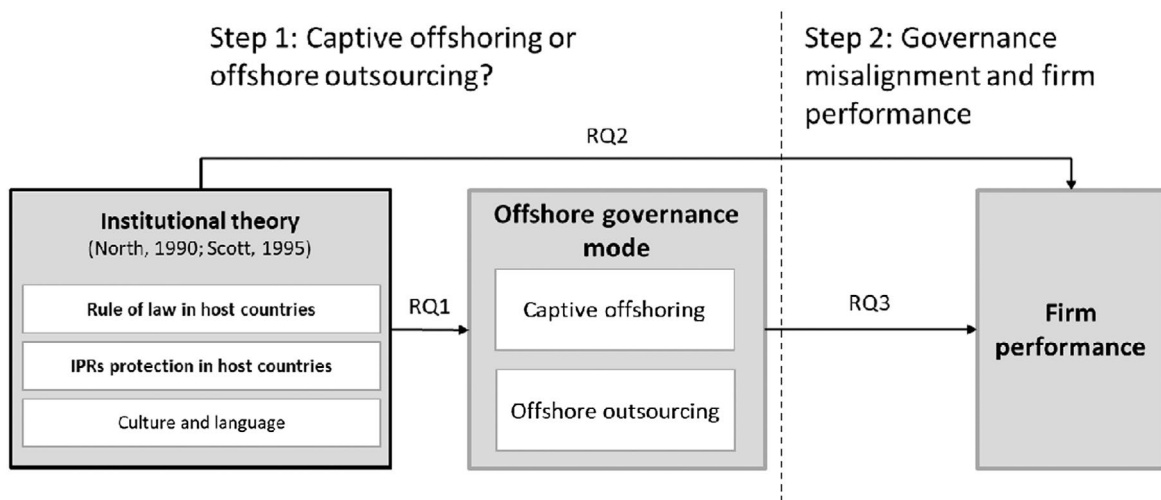 Step 1: Captive offshoring or
offshore outsourcing?
Step 2: Governance
misalignment and firm
performance
RQ2
Institutional theory
(North, 1990; Scott, 1995)
Rule of law in host countries
IPRs protection in host countries
Culture and language
RQ1
Offshore governance
mode
Captive offshoring
Offshore outsourcing
RQ3
Firm
performance